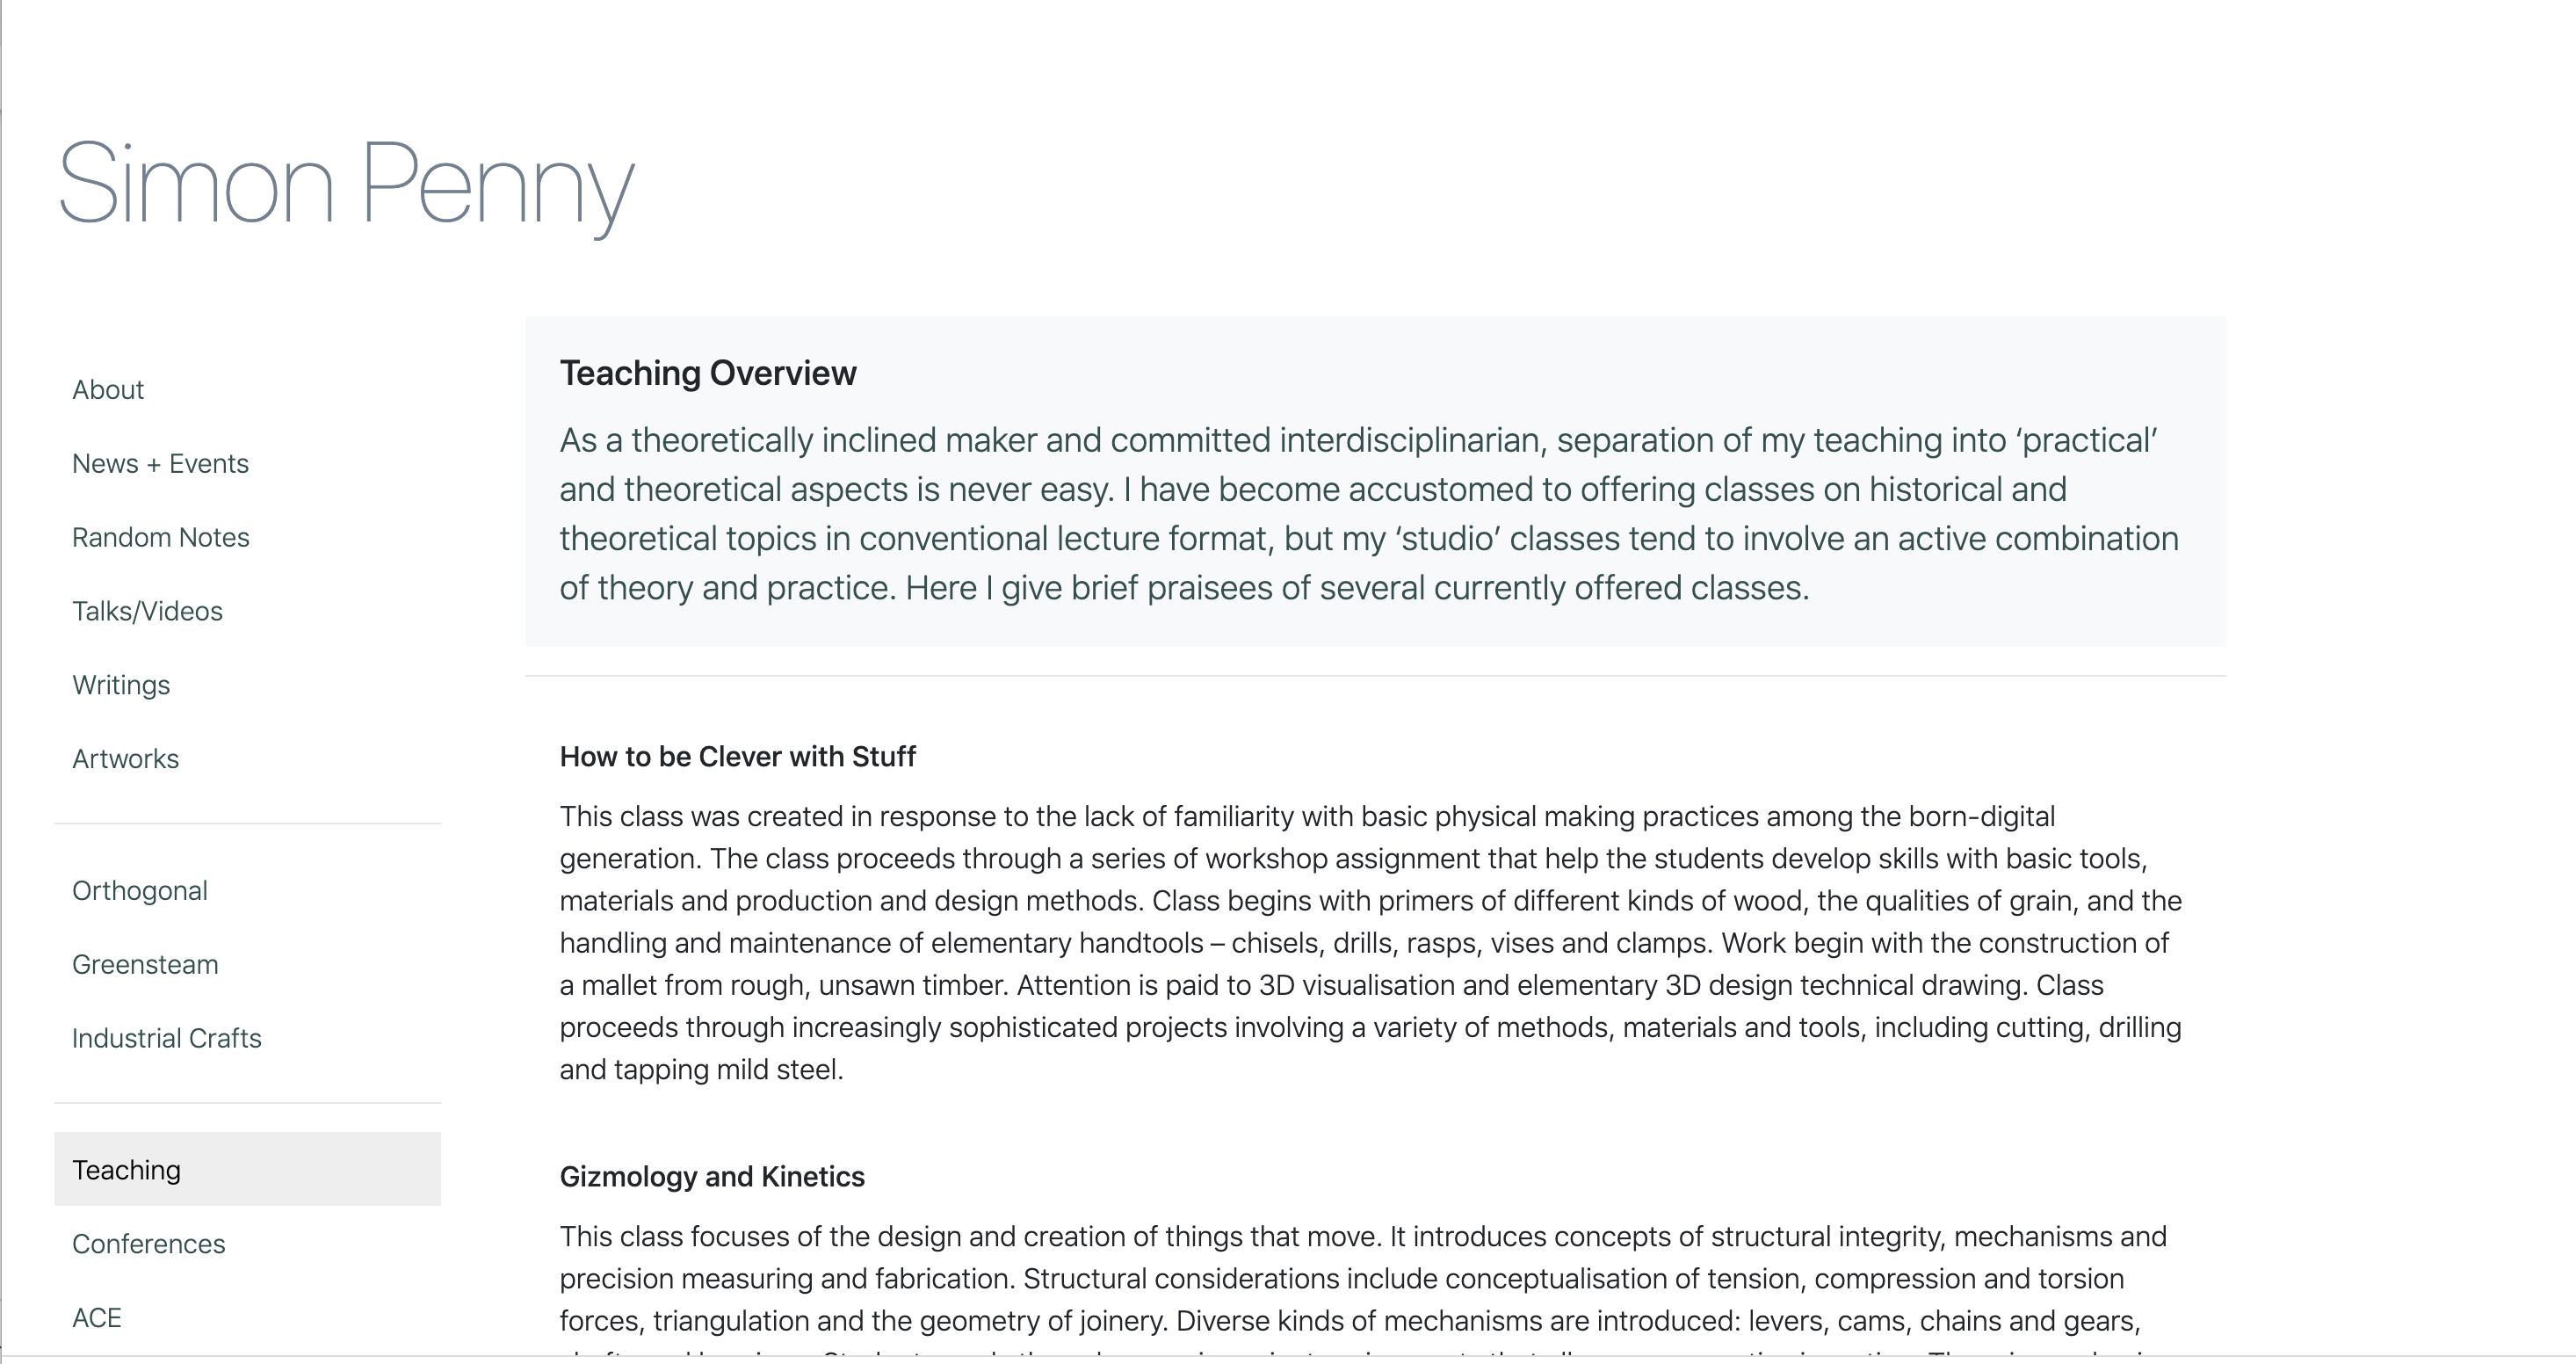 Simon Penny
About
News + Events
Random Notes
Talks/Videos
Writings
Artworks
Orthogonal
Greensteam
Industrial Crafts
Teaching
Conferences
ACE
Teaching Overview
As a theoretically inclined maker and committed interdisciplinarian, separation of my teaching into ‘practical’
and theoretical aspects is never easy. I have become accustomed to offering classes on historical and
theoretical topics in conventional lecture format, but my ‘studio’ classes tend to involve an active combination
of theory and practice. Here I give brief praisees of several currently offered classes.
How to be Clever with Stuff
This class was created in response to the lack of familiarity with basic physical making practices among the born-digital
generation. The class proceeds through a series of workshop assignment that help the students develop skills with basic tools,
materials and production and design methods. Class begins with primers of different kinds of wood, the qualities of grain, and the
handling and maintenance of elementary handtools – chisels, drills, rasps, vises and clamps. Work begin with the construction of
a mallet from rough, unsawn timber. Attention is paid to 3D visualisation and elementary 3D design technical drawing. Class
proceeds through increasingly sophisticated projects involving a variety of methods, materials and tools, including cutting, drilling
and tapping mild steel.
Gizmology and Kinetics
This class focuses of the design and creation of things that move. It introduces concepts of structural integrity, mechanisms and
precision measuring and fabrication. Structural considerations include conceptualisation of tension, compression and torsion
forces, triangulation and the geometry of joinery. Diverse kinds of mechanisms are introduced: levers, cams, chains and gears,